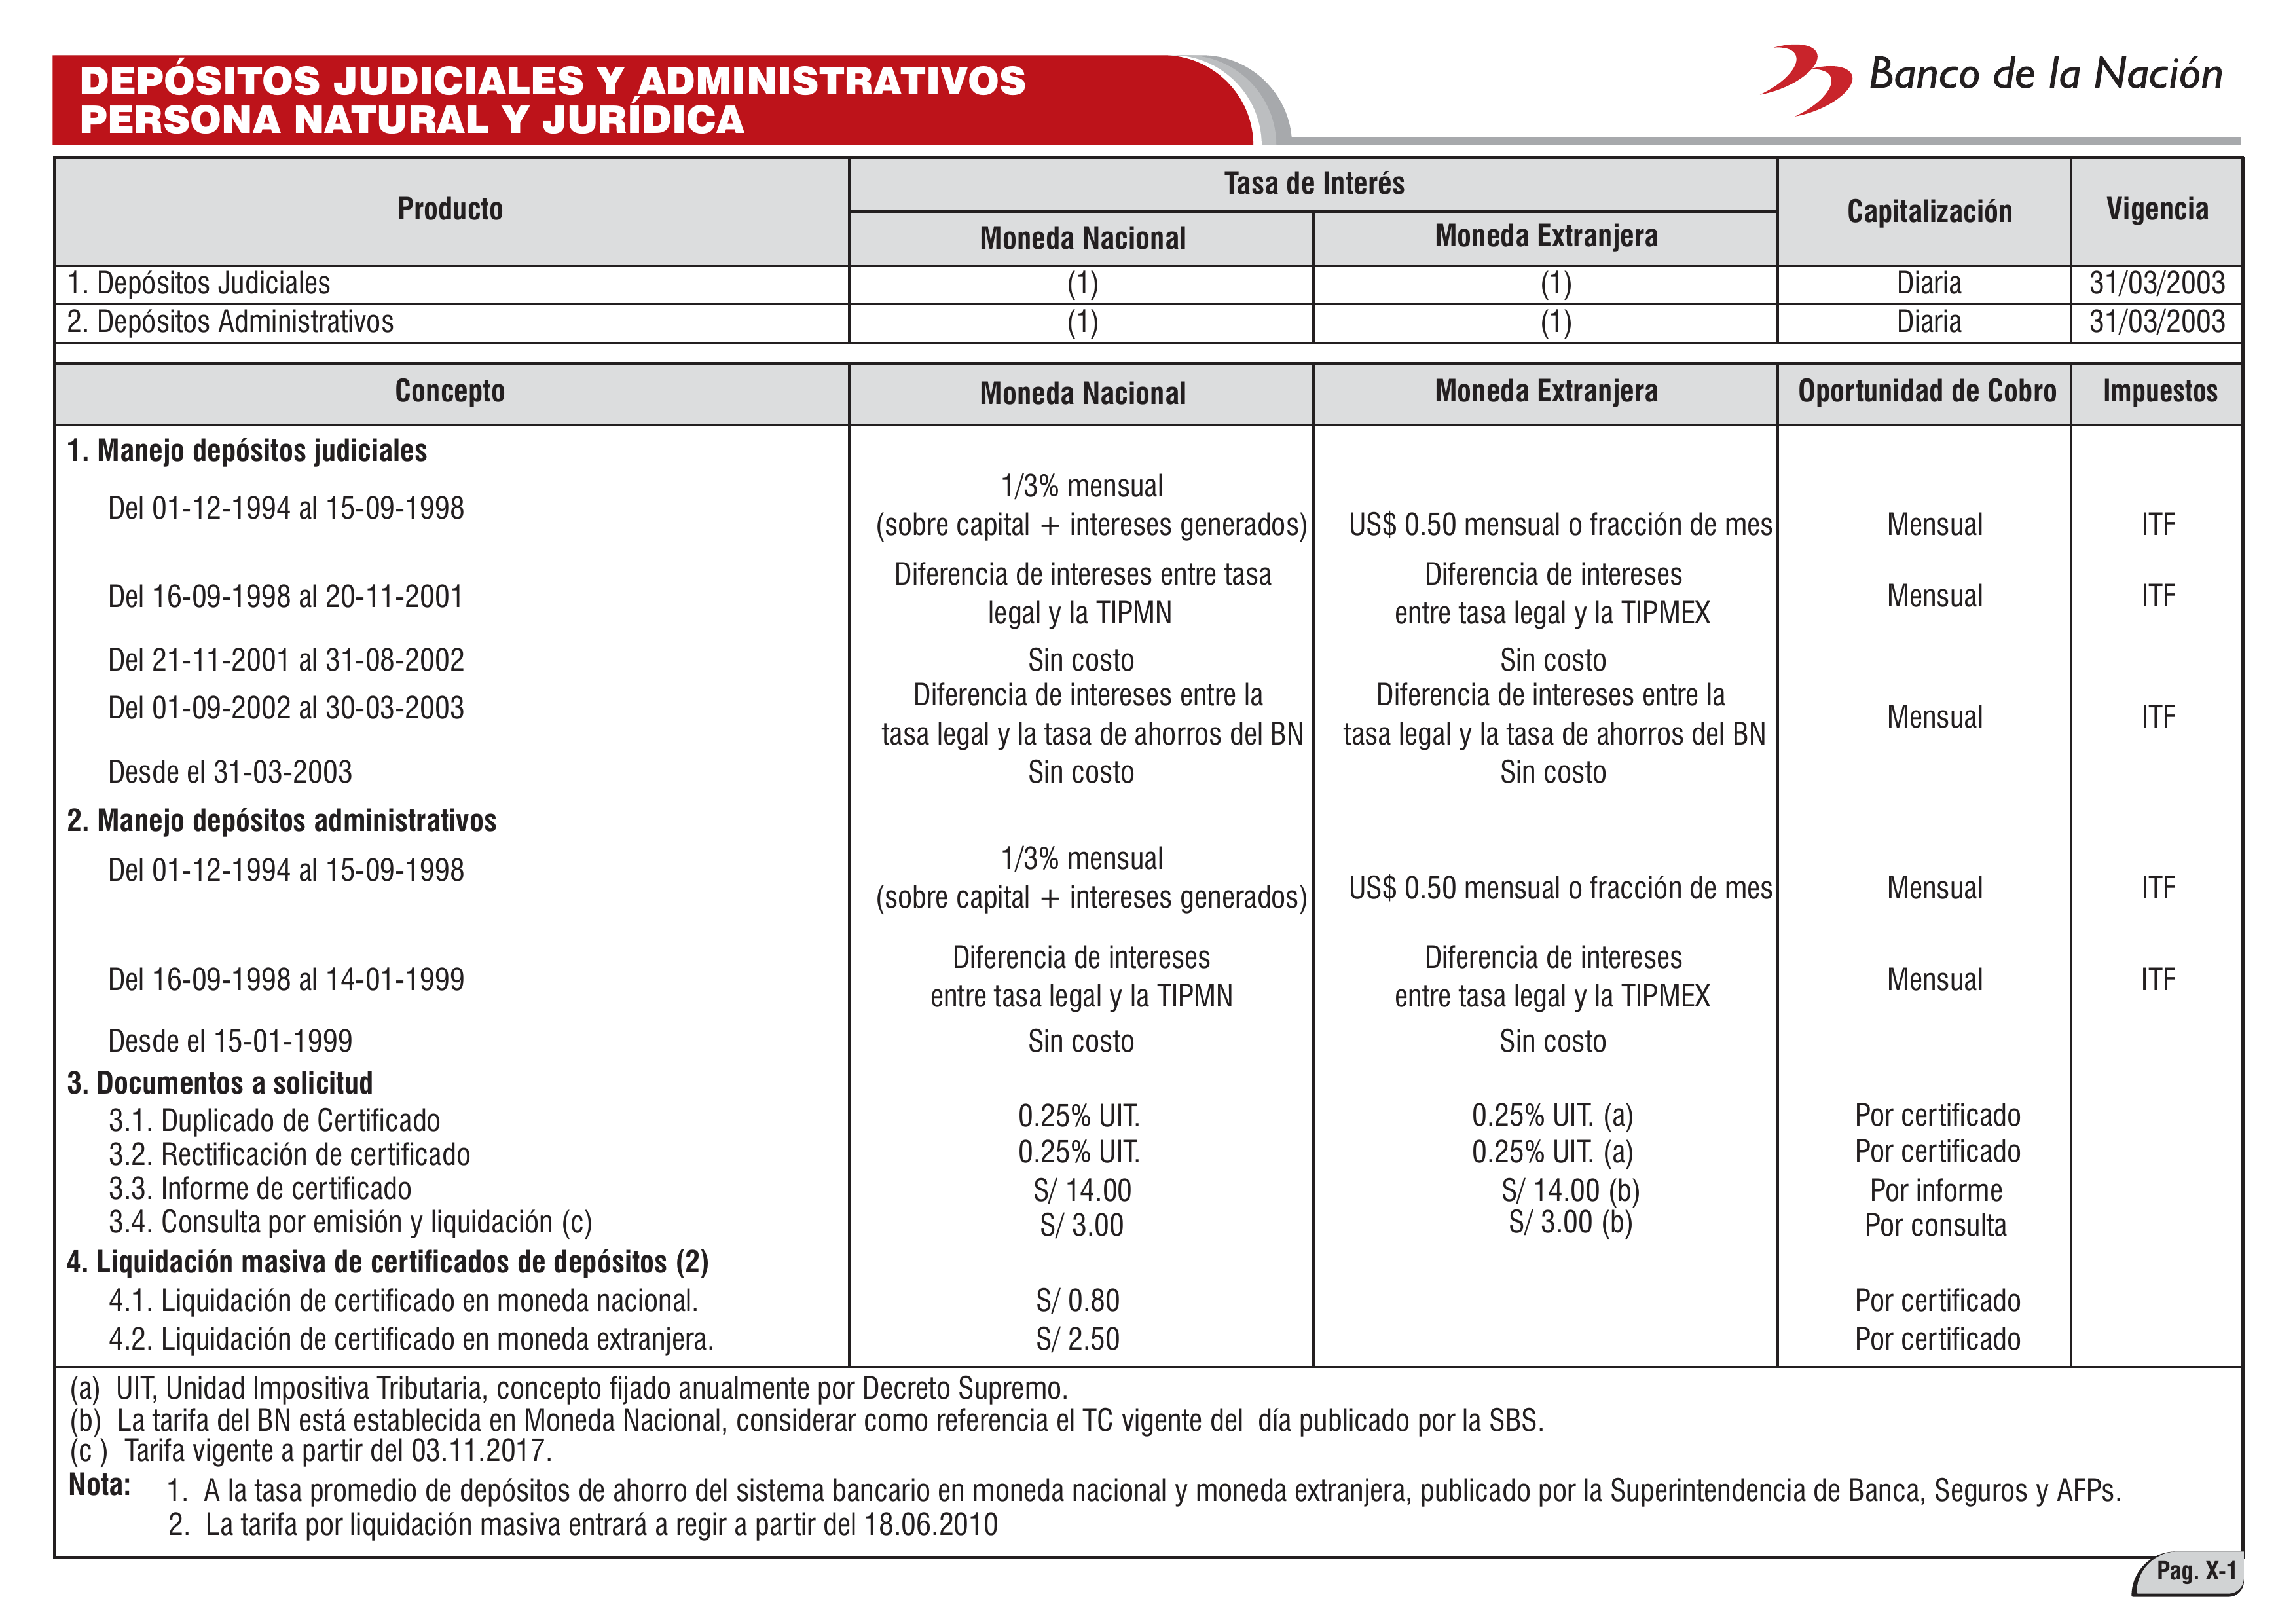 DEPÓSITOS JUDICIALES Y ADMINISTRATIVOS
PERSONA NATURAL Y JURÍDICA
Banco de la Nación
Producto
Tasa de Interés
Capitalización
Vigencia
Moneda Nacional
Moneda Extranjera
1. Depósitos Judiciales (1) (1) Diaria 31/03/2003
2. Depósitos Administrativos (1) (1) Diaria 31/03/2003
Concepto Moneda Nacional Moneda Extranjera Oportunidad de Cobro Impuestos
1. Manejo depósitos judiciales
Del 01-12-1994 al 15-09-1998
1/3% mensual
(sobre capital + intereses generados) US$ 0.50 mensual o fracción de mes Mensual ITF
Del 16-09-1998 al 20-11-2001
Diferencia de intereses entre tasa
legal y la TIPMN
Diferencia de intereses
entre tasa legal y la TIPMEX
Mensual ITF
Del 21-11-2001 al 31-08-2002 Sin costo Sin costo
Del 01-09-2002 al 30-03-2003
Diferencia de intereses entre la
tasa legal y la tasa de ahorros del BN
Diferencia de intereses entre la
tasa legal y la tasa de ahorros del BN
Mensual ITF
Desde el 31-03-2003 Sin costo Sin costo
2. Manejo depósitos administrativos
Del 01-12-1994 al 15-09-1998
1/3% mensual
(sobre capital + intereses generados) US$ 0.50 mensual o fracción de mes Mensual ITF
Del 16-09-1998 al 14-01-1999
Diferencia de intereses
entre tasa legal y la TIPMN
Diferencia de intereses
entre tasa legal y la TIPMEX
Mensual ITF
Desde el 15-01-1999 Sin costo Sin costo
3. Documentos a solicitud
3.1. Duplicado de Certificado 0.25% UIT. 0.25% UIT. (a) Por certificado
3.2. Rectificación de certificado 0.25% UIT. 0.25% UIT. (a) Por certificado
3.3. Informe de certificado S/ 14.00 S/ 14.00 (b) Por informe
3.4. Consulta por emisión y liquidación (c) S/ 3.00 S/ 3.00 (b) Por consulta
4. Liquidación masiva de certificados de depósitos (2)
4.1. Liquidación de certificado en moneda nacional. S/ 0.80 Por certificado
4.2. Liquidación de certificado en moneda extranjera. S/ 2.50 Por certificado
(a) UIT, Unidad Impositiva Tributaria, concepto fijado anualmente por Decreto Supremo.
(b) La tarifa del BN está establecida en Moneda Nacional, considerar como referencia el TC vigente del día publicado por la SBS.
(c ) Tarifa vigente a partir del 03.11.2017.
Nota: 1. A la tasa promedio de depósitos de ahorro del sistema bancario en moneda nacional y moneda extranjera, publicado por la Superintendencia de Banca, Seguros y AFPs.
2. La tarifa por liquidación masiva entrará a regir a partir del 18.06.2010
Pag. X-1